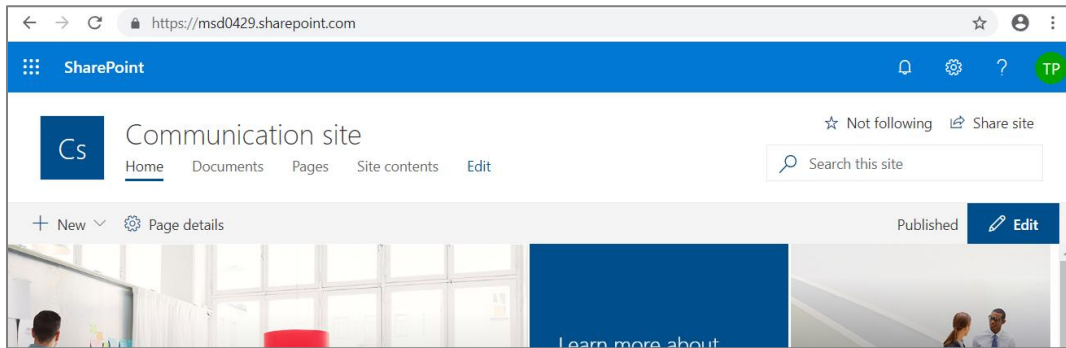 https://msd0429.sharepoint.com
SharePoint
? TP
Cs
Communication site
Not following Share site
Home Documents Pages Site contents Edit
Search this site
New Page details
Published Edit
Learn more about